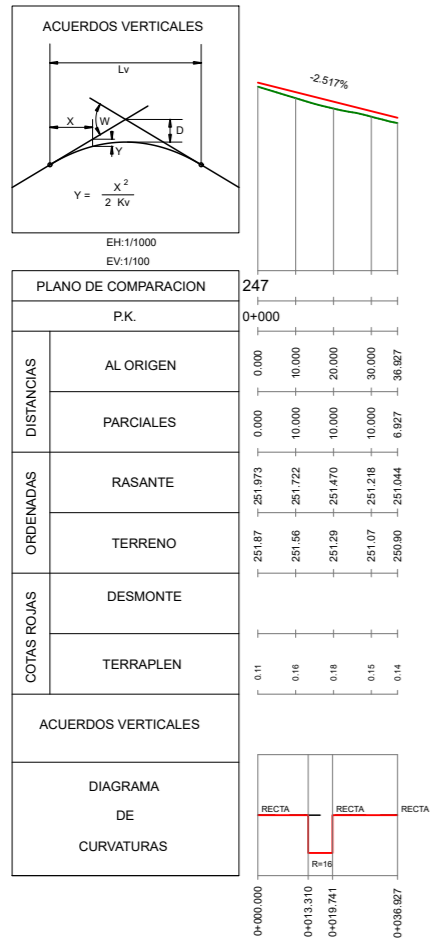 ACUERDOS VERTICALES
Lv
X
W
D
Y
Y = X 2 / 2 Kv
-2.517%
EH:1/1000
EV:1/100
PLANO DE COMPARACION 247
P.K. 0+000
DISTANCIAS
AL ORIGEN 0.000 10.000 20.000 30.000 36.927
PARCIALES 0.000 10.000 10.000 10.000 6.927
ORDENADAS
RASANTE 251.973 251.722 251.470 251.218 251.044
TERRENO 251.87 251.56 251.29 251.07 250.90
COTAS ROJAS
DESMONTE
TERRAPLEN 0.11 0.16 0.18 0.15 0.14
ACUERDOS VERTICALES
DIAGRAMA
DE
CURVATURAS
RECTA RECTA RECTA
R=16
0+000.000 0+013.310 0+019.741 0+036.927